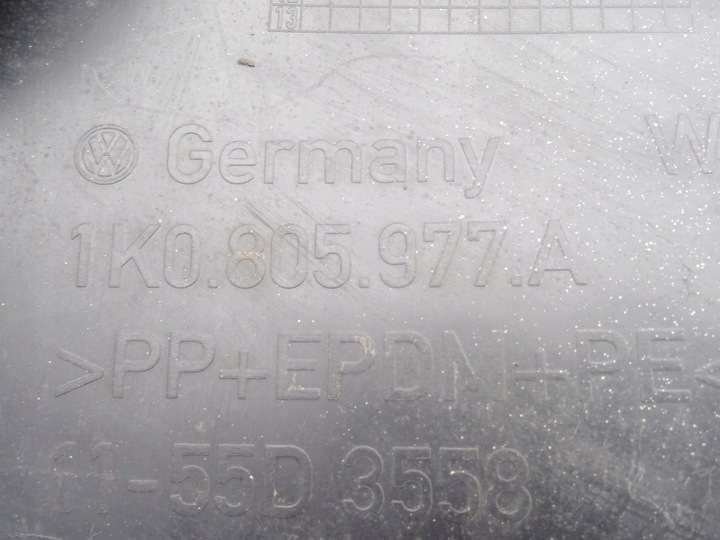 13
Germany W
1K0.805.977.A
>PP+EPDM+PE<
11-55D 3558